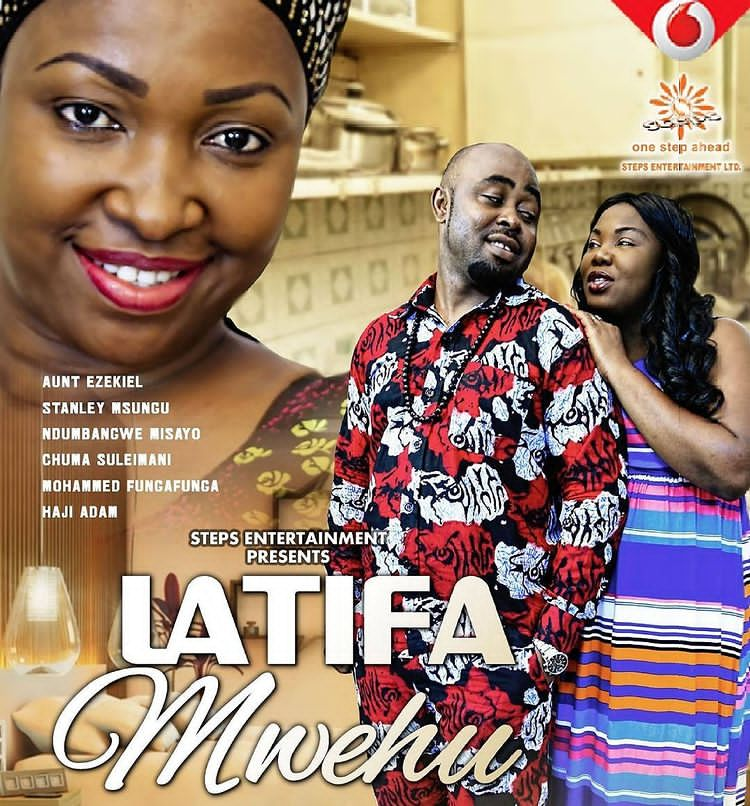 one step ahead
STEPS ENTERTAINMENT LTD.
AUNT EZEKIEL
STANLEY MSUNGU
NDUMBANGWE MISAYO
CHUMA SULEIMANI
MOHAMMED FUNGAFUNGA
HAJI ADAM
STEPS ENTERTAINMENT
PRESENTS
LATIFA
Mwehu